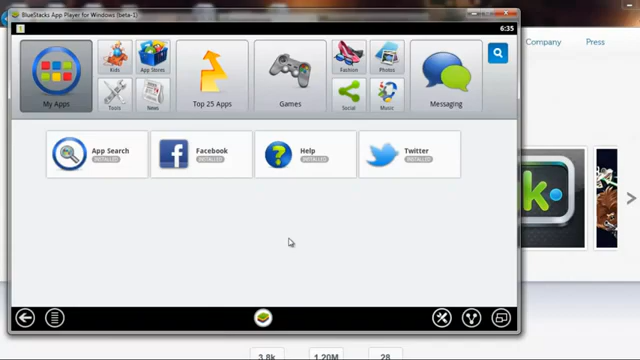 BlueStacks App Player for Windows (beta-1)
6:35
My Apps
Kids
App Stores
Tools
News
Top 25 Apps
Games
Fashion
Photos
Social
Music
Messaging
Company
Press
App Search
INSTALLED
Facebook
INSTALLED
Help
INSTALLED
Twitter
INSTALLED
k.
3.8k
1.20M
28